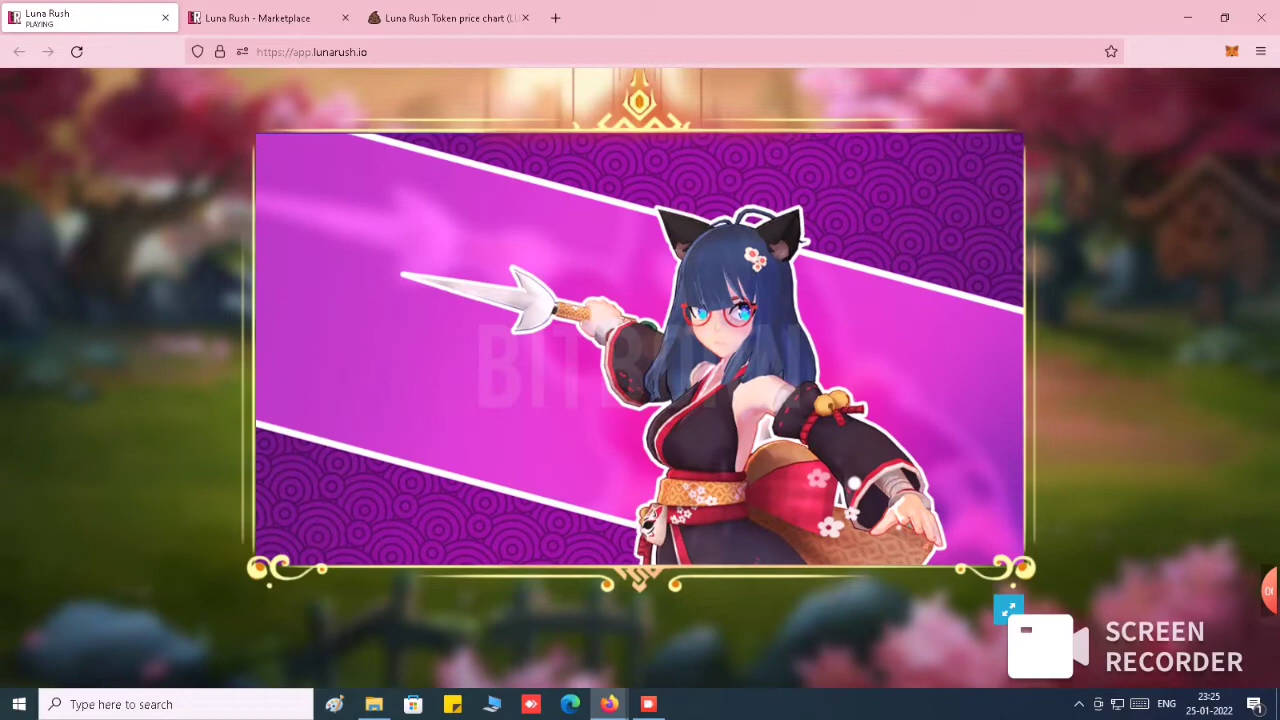 Luna Rush
PLAYING
Luna Rush - Marketplace
Luna Rush Token price chart (L
https://app.lunarush.io
SCREEN
RECORDER
Type here to search
ENG
23:25
25-01-2022